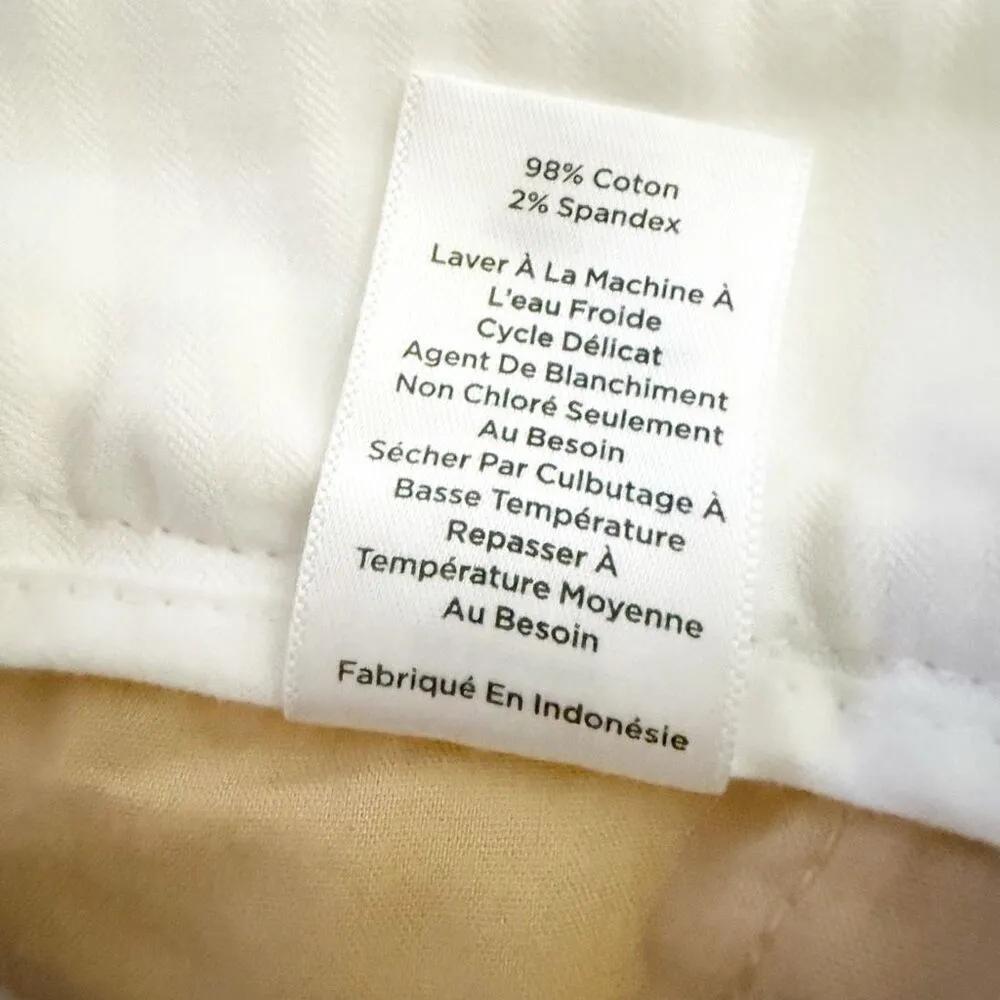 98% Coton
2% Spandex
Laver À La Machine À
L'eau Froide
Cycle Délicat
Agent De Blanchiment
Non Chloré Seulement
Au Besoin
Sécher Par Culbutage À
Basse Température
Repasser À
Température Moyenne
Au Besoin
Fabriqué En Indonésie